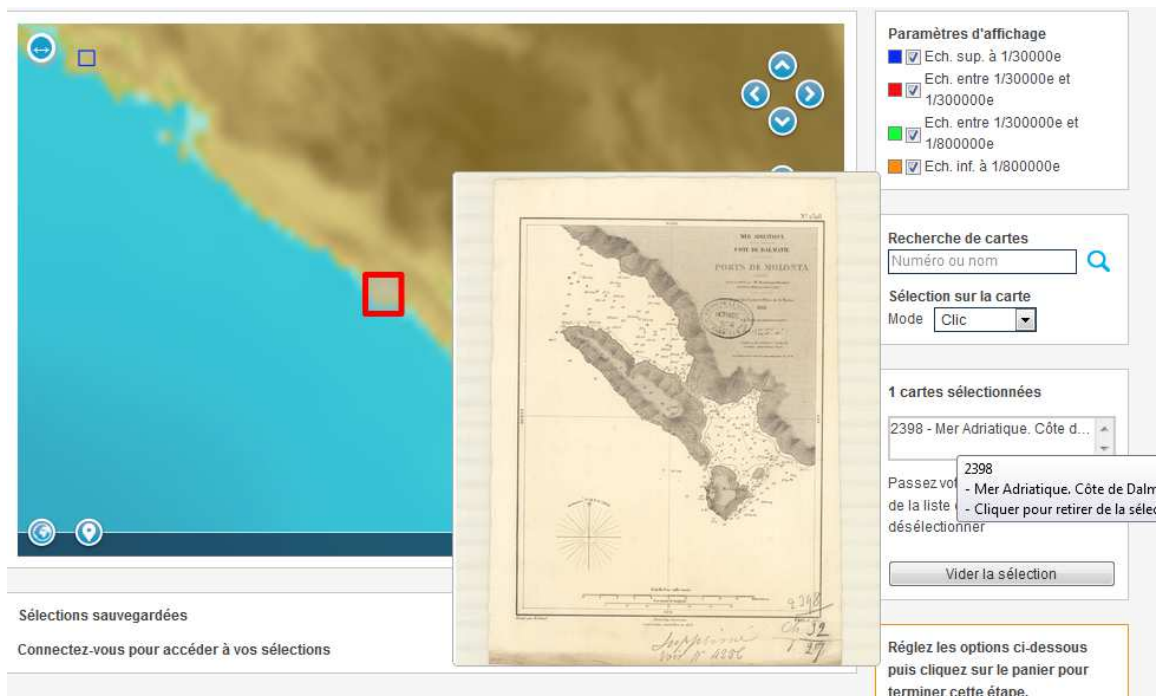 Paramètres d'affichage
Ech. sup. à 1/30000e
Ech. entre 1/30000e et
1/300000e
Ech. entre 1/300000e et
1/800000e
Ech. inf. à 1/800000e
Recherche de cartes
Numéro ou nom
Sélection sur la carte
Mode Clic
1 cartes sélectionnées
2398 - Mer Adriatique. Côte d...
2398
- Mer Adriatique. Côte de Dalm
- Cliquer pour retirer de la sélec
Passez vot
de la liste
désélectionner
Vider la sélection
Réglez les options ci-dessous
puis cliquez sur le panier pour
terminer cette étape.
MER ADRIATIQUE
CÔTE DE DALMATIE
PORTS DE MOLONTA
Supprimé
Sélections sauvegardées
Connectez-vous pour accéder à vos sélections